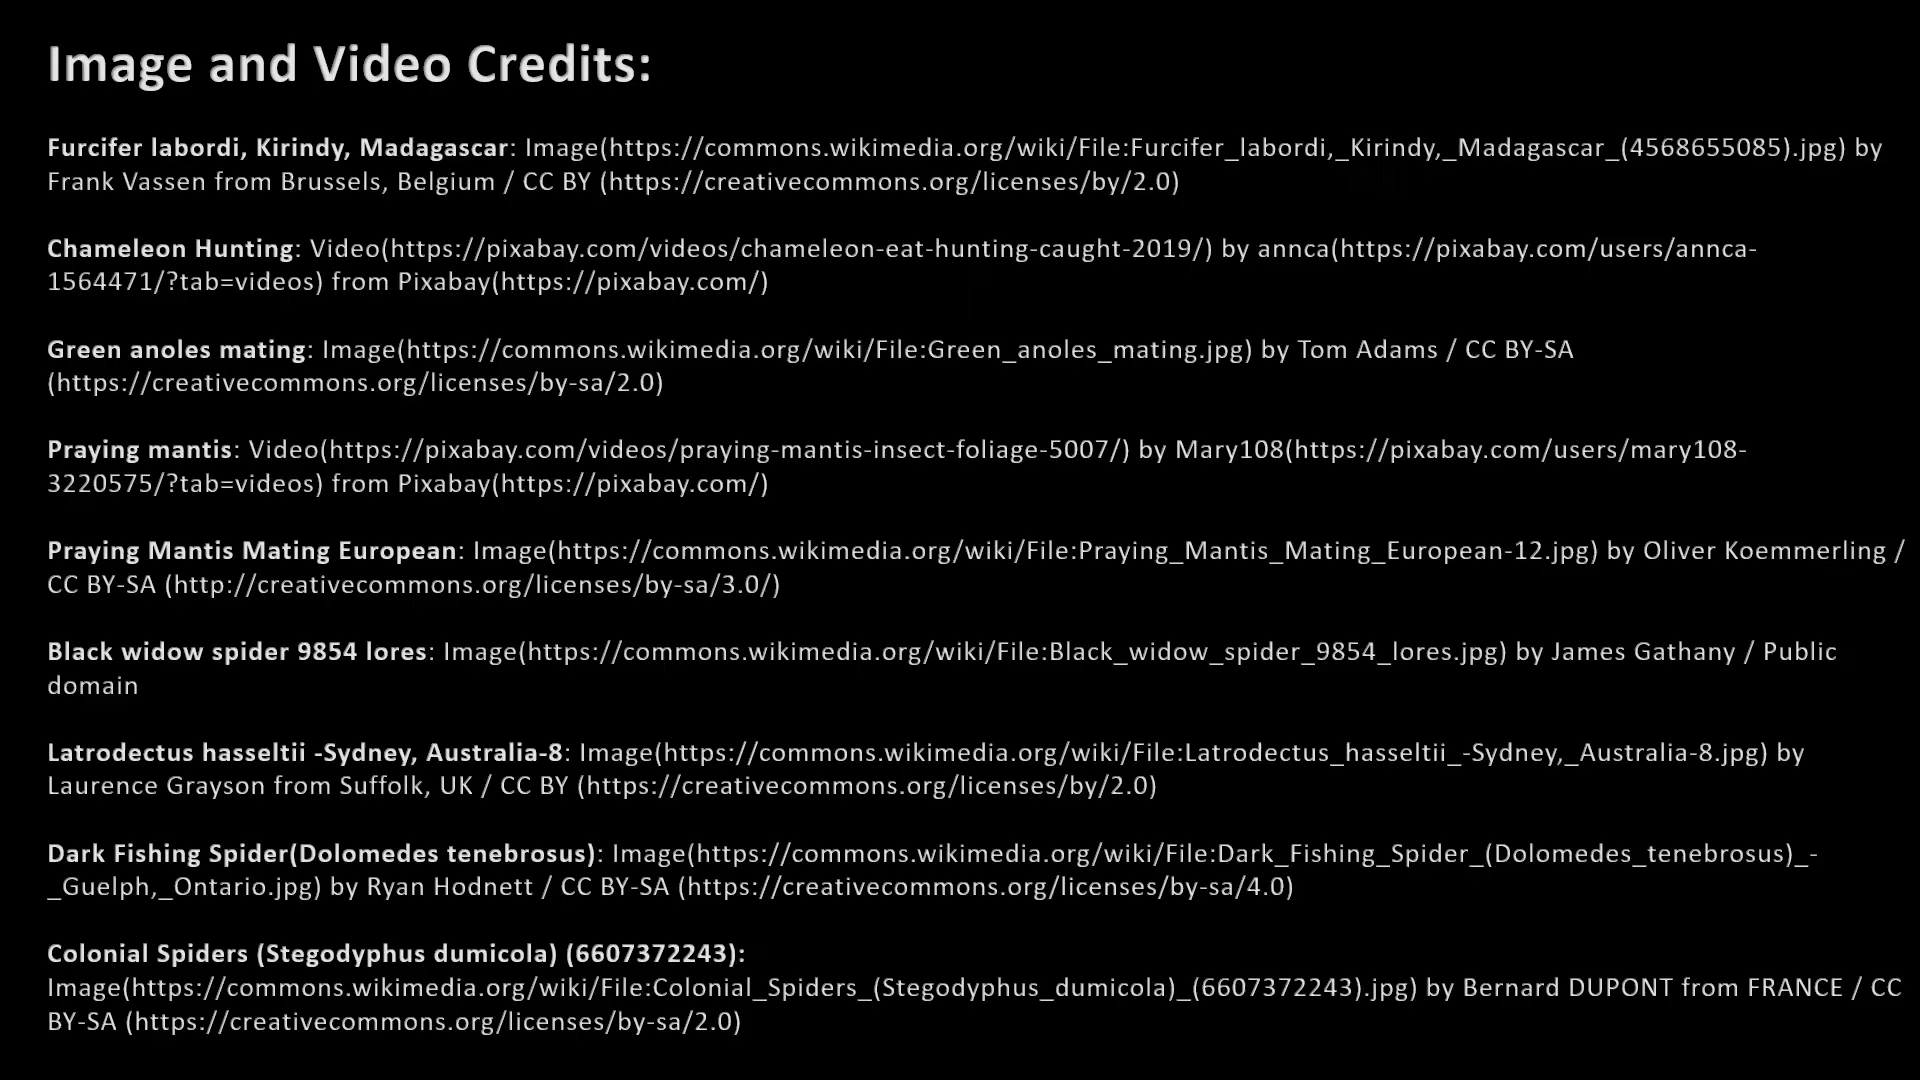 Image and Video Credits:
Furcifer labordi, Kirindy, Madagascar: Image(https://commons.wikimedia.org/wiki/File:Furcifer_labordi,_Kirindy,_Madagascar_(4568655085).jpg) by
Frank Vassen from Brussels, Belgium / CC BY (https://creativecommons.org/licenses/by/2.0)
Chameleon Hunting: Video(https://pixabay.com/videos/chameleon-eat-hunting-caught-2019/) by annca(https://pixabay.com/users/annca-
1564471/?tab=videos) from Pixabay(https://pixabay.com/)
Green anoles mating: Image(https://commons.wikimedia.org/wiki/File:Green_anoles_mating.jpg) by Tom Adams / CC BY-SA
(https://creativecommons.org/licenses/by-sa/2.0)
Praying mantis: Video(https://pixabay.com/videos/praying-mantis-insect-foliage-5007/) by Mary108(https://pixabay.com/users/mary108-
3220575/?tab=videos) from Pixabay(https://pixabay.com/)
Praying Mantis Mating European: Image(https://commons.wikimedia.org/wiki/File:Praying_Mantis_Mating_European-12.jpg) by Oliver Koemmerling /
CC BY-SA (http://creativecommons.org/licenses/by-sa/3.0/)
Black widow spider 9854 lores: Image(https://commons.wikimedia.org/wiki/File:Black_widow_spider_9854_lores.jpg) by James Gathany / Public
domain
Latrodectus hasseltii -Sydney, Australia-8: Image(https://commons.wikimedia.org/wiki/File:Latrodectus_hasseltii_-Sydney,_Australia-8.jpg) by
Laurence Grayson from Suffolk, UK / CC BY (https://creativecommons.org/licenses/by/2.0)
Dark Fishing Spider(Dolomedes tenebrosus): Image(https://commons.wikimedia.org/wiki/File:Dark_Fishing_Spider_(Dolomedes_tenebrosus)_-
_Guelph,_Ontario.jpg) by Ryan Hodnett / CC BY-SA (https://creativecommons.org/licenses/by-sa/4.0)
Colonial Spiders (Stegodyphus dumicola) (6607372243):
Image(https://commons.wikimedia.org/wiki/File:Colonial_Spiders_(Stegodyphus_dumicola)_(6607372243).jpg) by Bernard DUPONT from FRANCE / CC
BY-SA (https://creativecommons.org/licenses/by-sa/2.0)